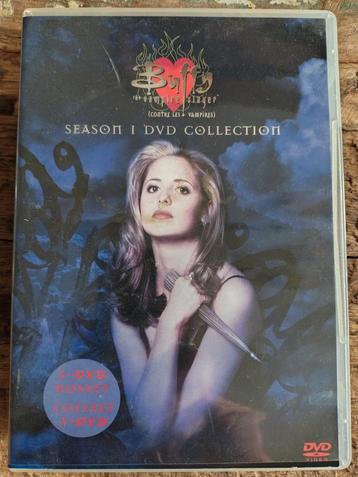 Buffy
the vampire slayer
(CONTRE LES VAMPIRES)
SEASON 1 DVD COLLECTION
3-DVD
BOXSET
COFFRET
3-DVD
DVD
VIDEO